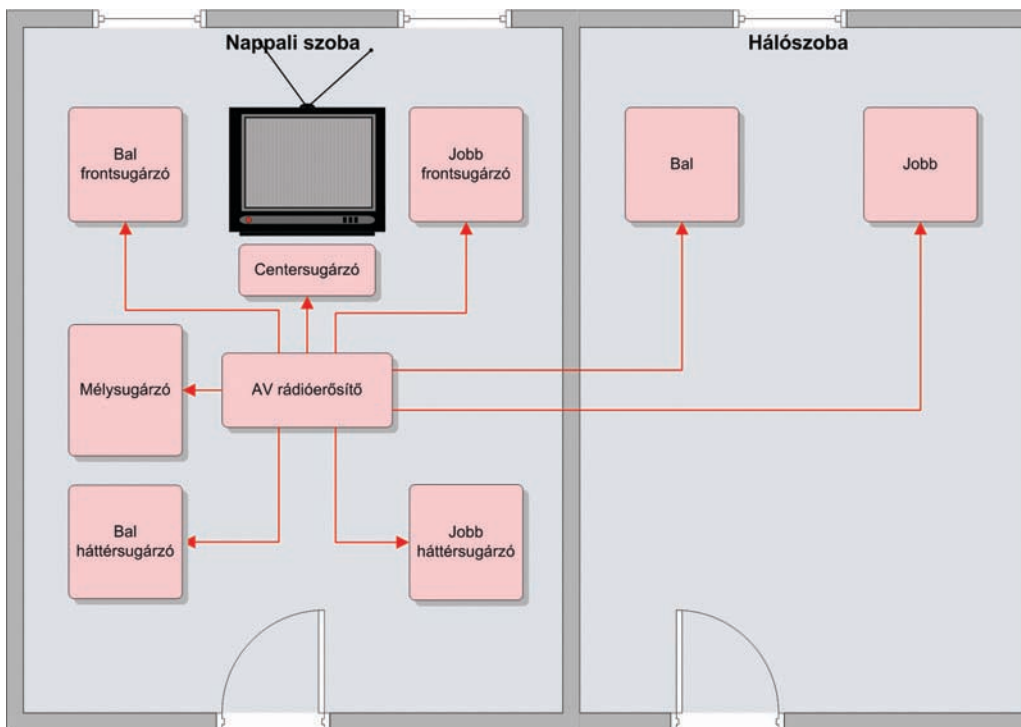 Nappali szoba
Hálószoba
Bal
frontsugárzó
Jobb
frontsugárzó
Bal
Jobb
Centersugárzó
Mélysugárzó
AV rádióerősítő
Bal
háttérsugárzó
Jobb
háttérsugárzó